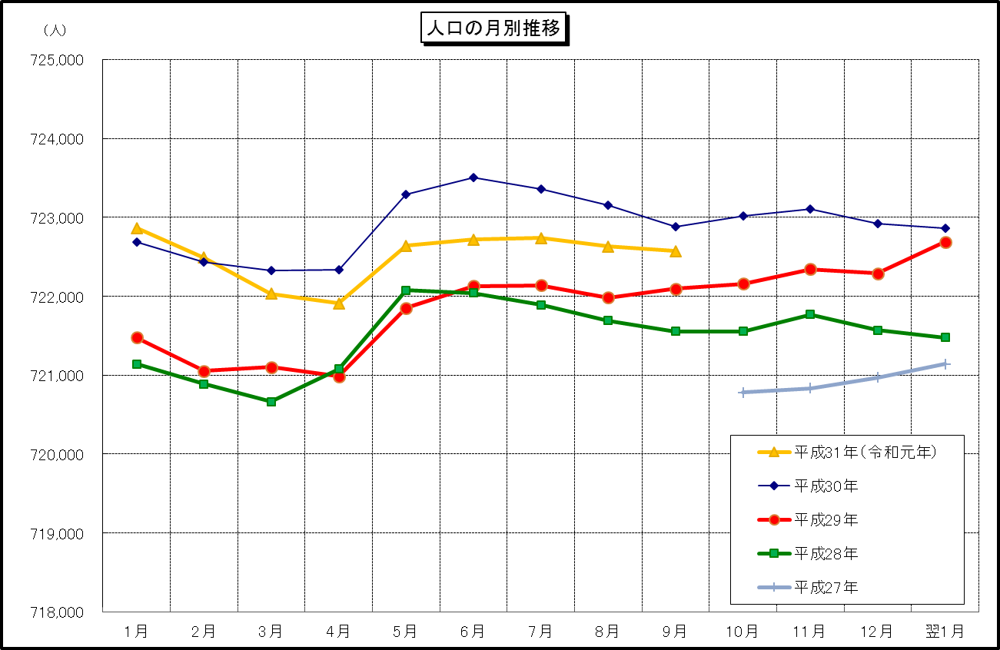 人口の月別推移
（人）
725,000
724,000
723,000
722,000
721,000
720,000
719,000
718,000
1月 2月 3月 4月 5月 6月 7月 8月 9月 10月 11月 12月 翌1月
平成31年（令和元年）
平成30年
平成29年
平成28年
平成27年